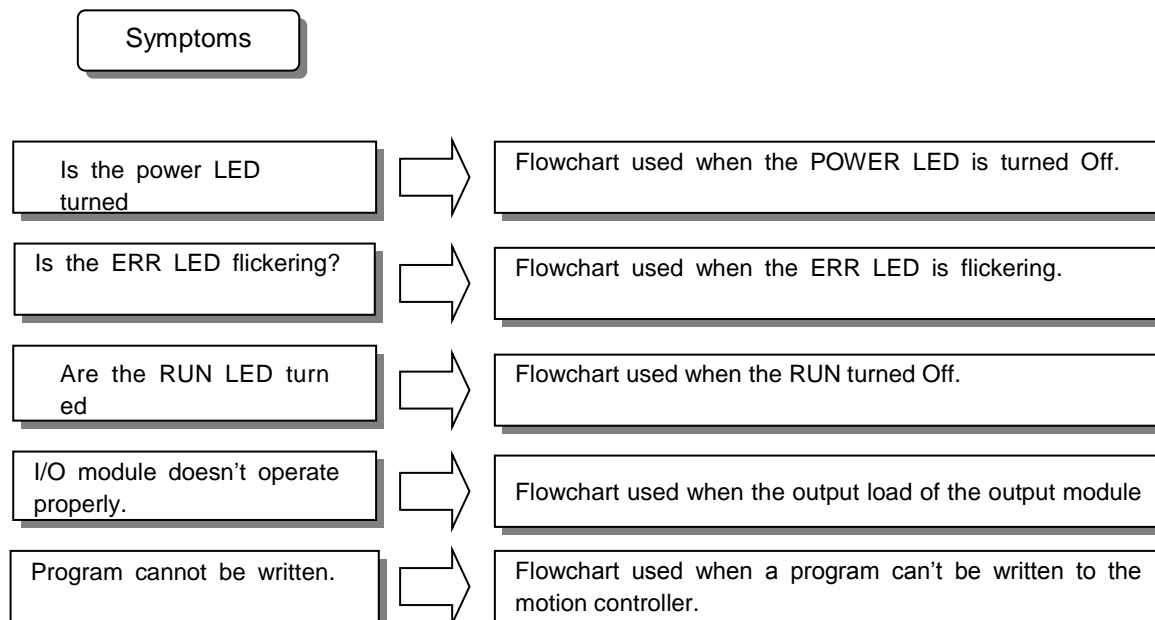 Symptoms
Is the power LED
turned
Flowchart used when the POWER LED is turned Off.
Is the ERR LED flickering?
Flowchart used when the ERR LED is flickering.
Are the RUN LED turn
ed
Flowchart used when the RUN turned Off.
I/O module doesn't operate
properly.
Flowchart used when the output load of the output module
Program cannot be written.
Flowchart used when a program can't be written to the
motion controller.